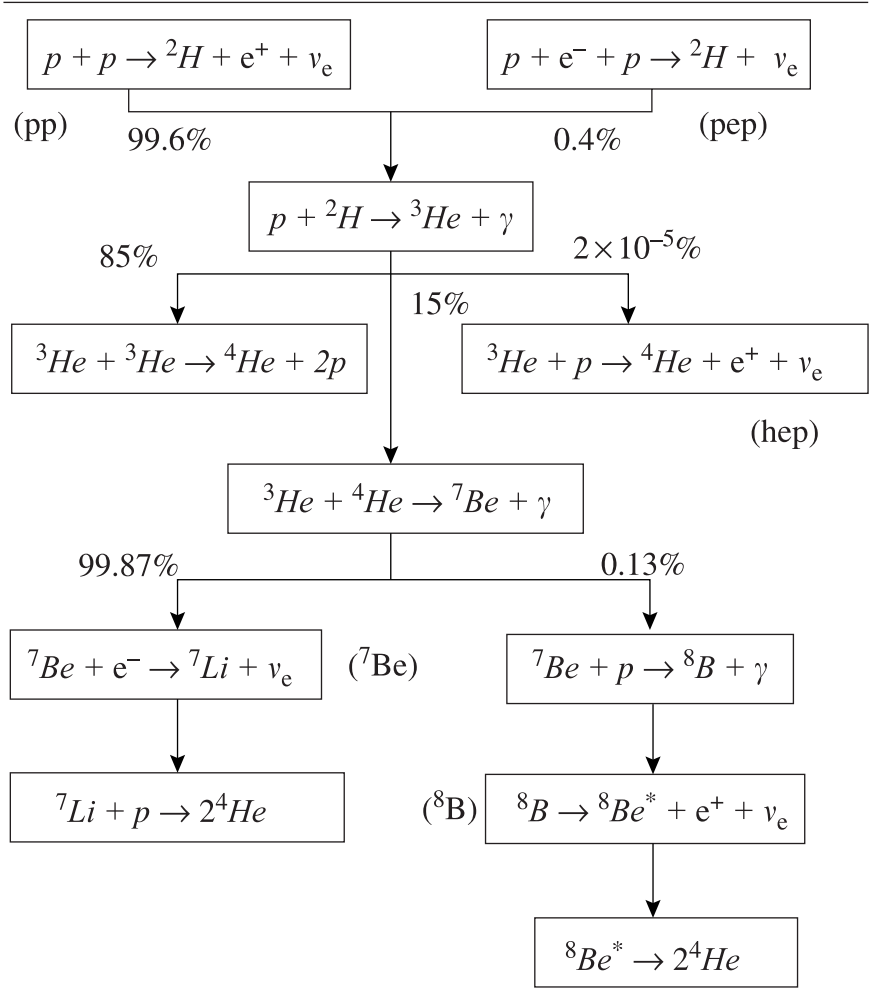 p + p → ²H + e⁺ + νₑ
p + e⁻ + p → ²H + νₑ
(pp)
99.6%
0.4%
(pep)
p + ²H → ³He + γ
85%
2×10⁻⁵%
15%
³He + ³He → ⁴He + 2p
³He + p → ⁴He + e⁺ + νₑ
(hep)
³He + ⁴He → ⁷Be + γ
99.87%
0.13%
⁷Be + e⁻ → ⁷Li + νₑ
(⁷Be)
⁷Be + p → ⁸B + γ
⁷Li + p → 2⁴He
(⁸B)
⁸B → ⁸Be* + e⁺ + νₑ
⁸Be* → 2⁴He